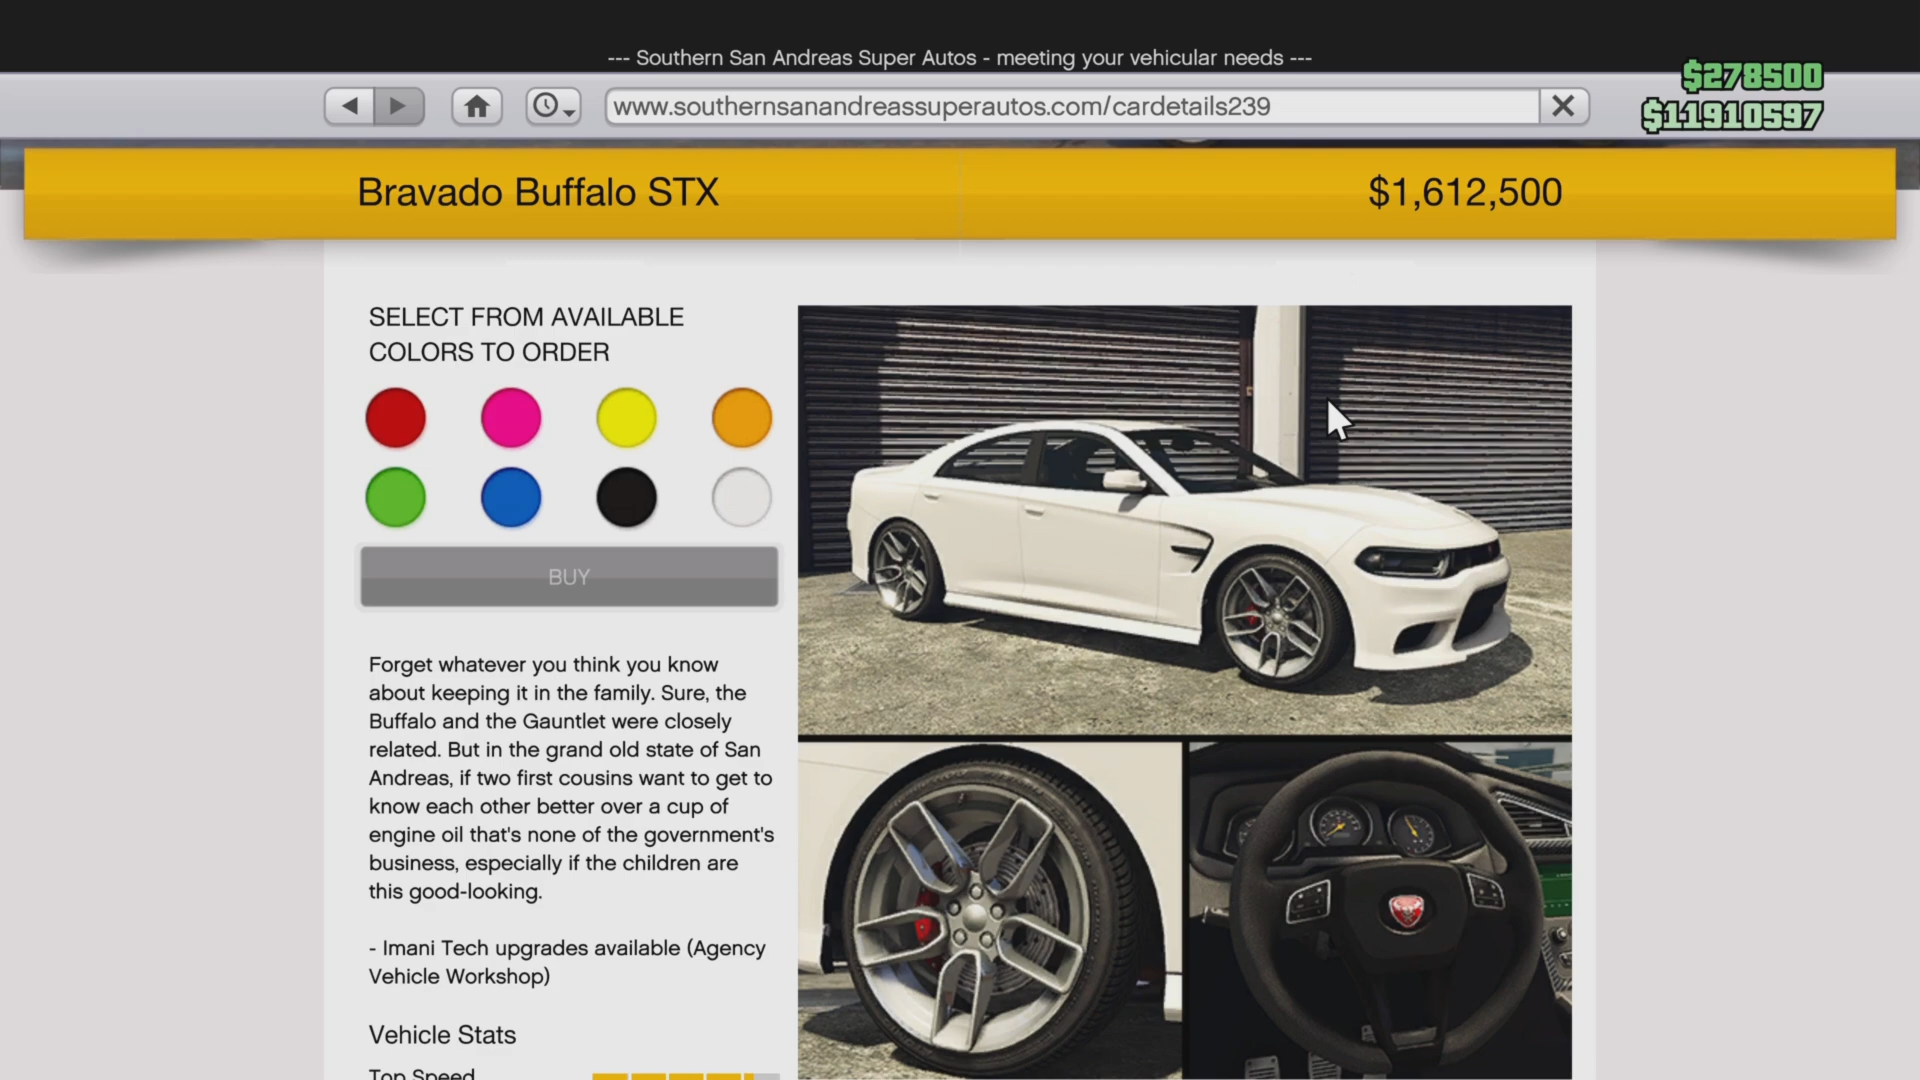 --- Southern San Andreas Super Autos - meeting your vehicular needs ---
$278500
www.southernsanandreassuperautos.com/cardetails239
$11910597
Bravado Buffalo STX
$1,612,500
SELECT FROM AVAILABLE
COLORS TO ORDER
BUY
Forget whatever you think you know
about keeping it in the family. Sure, the
Buffalo and the Gauntlet were closely
related. But in the grand old state of San
Andreas, if two first cousins want to get to
know each other better over a cup of
engine oil that's none of the government's
business, especially if the children are
this good-looking.
- Imani Tech upgrades available (Agency
Vehicle Workshop)
Vehicle Stats
Top Speed